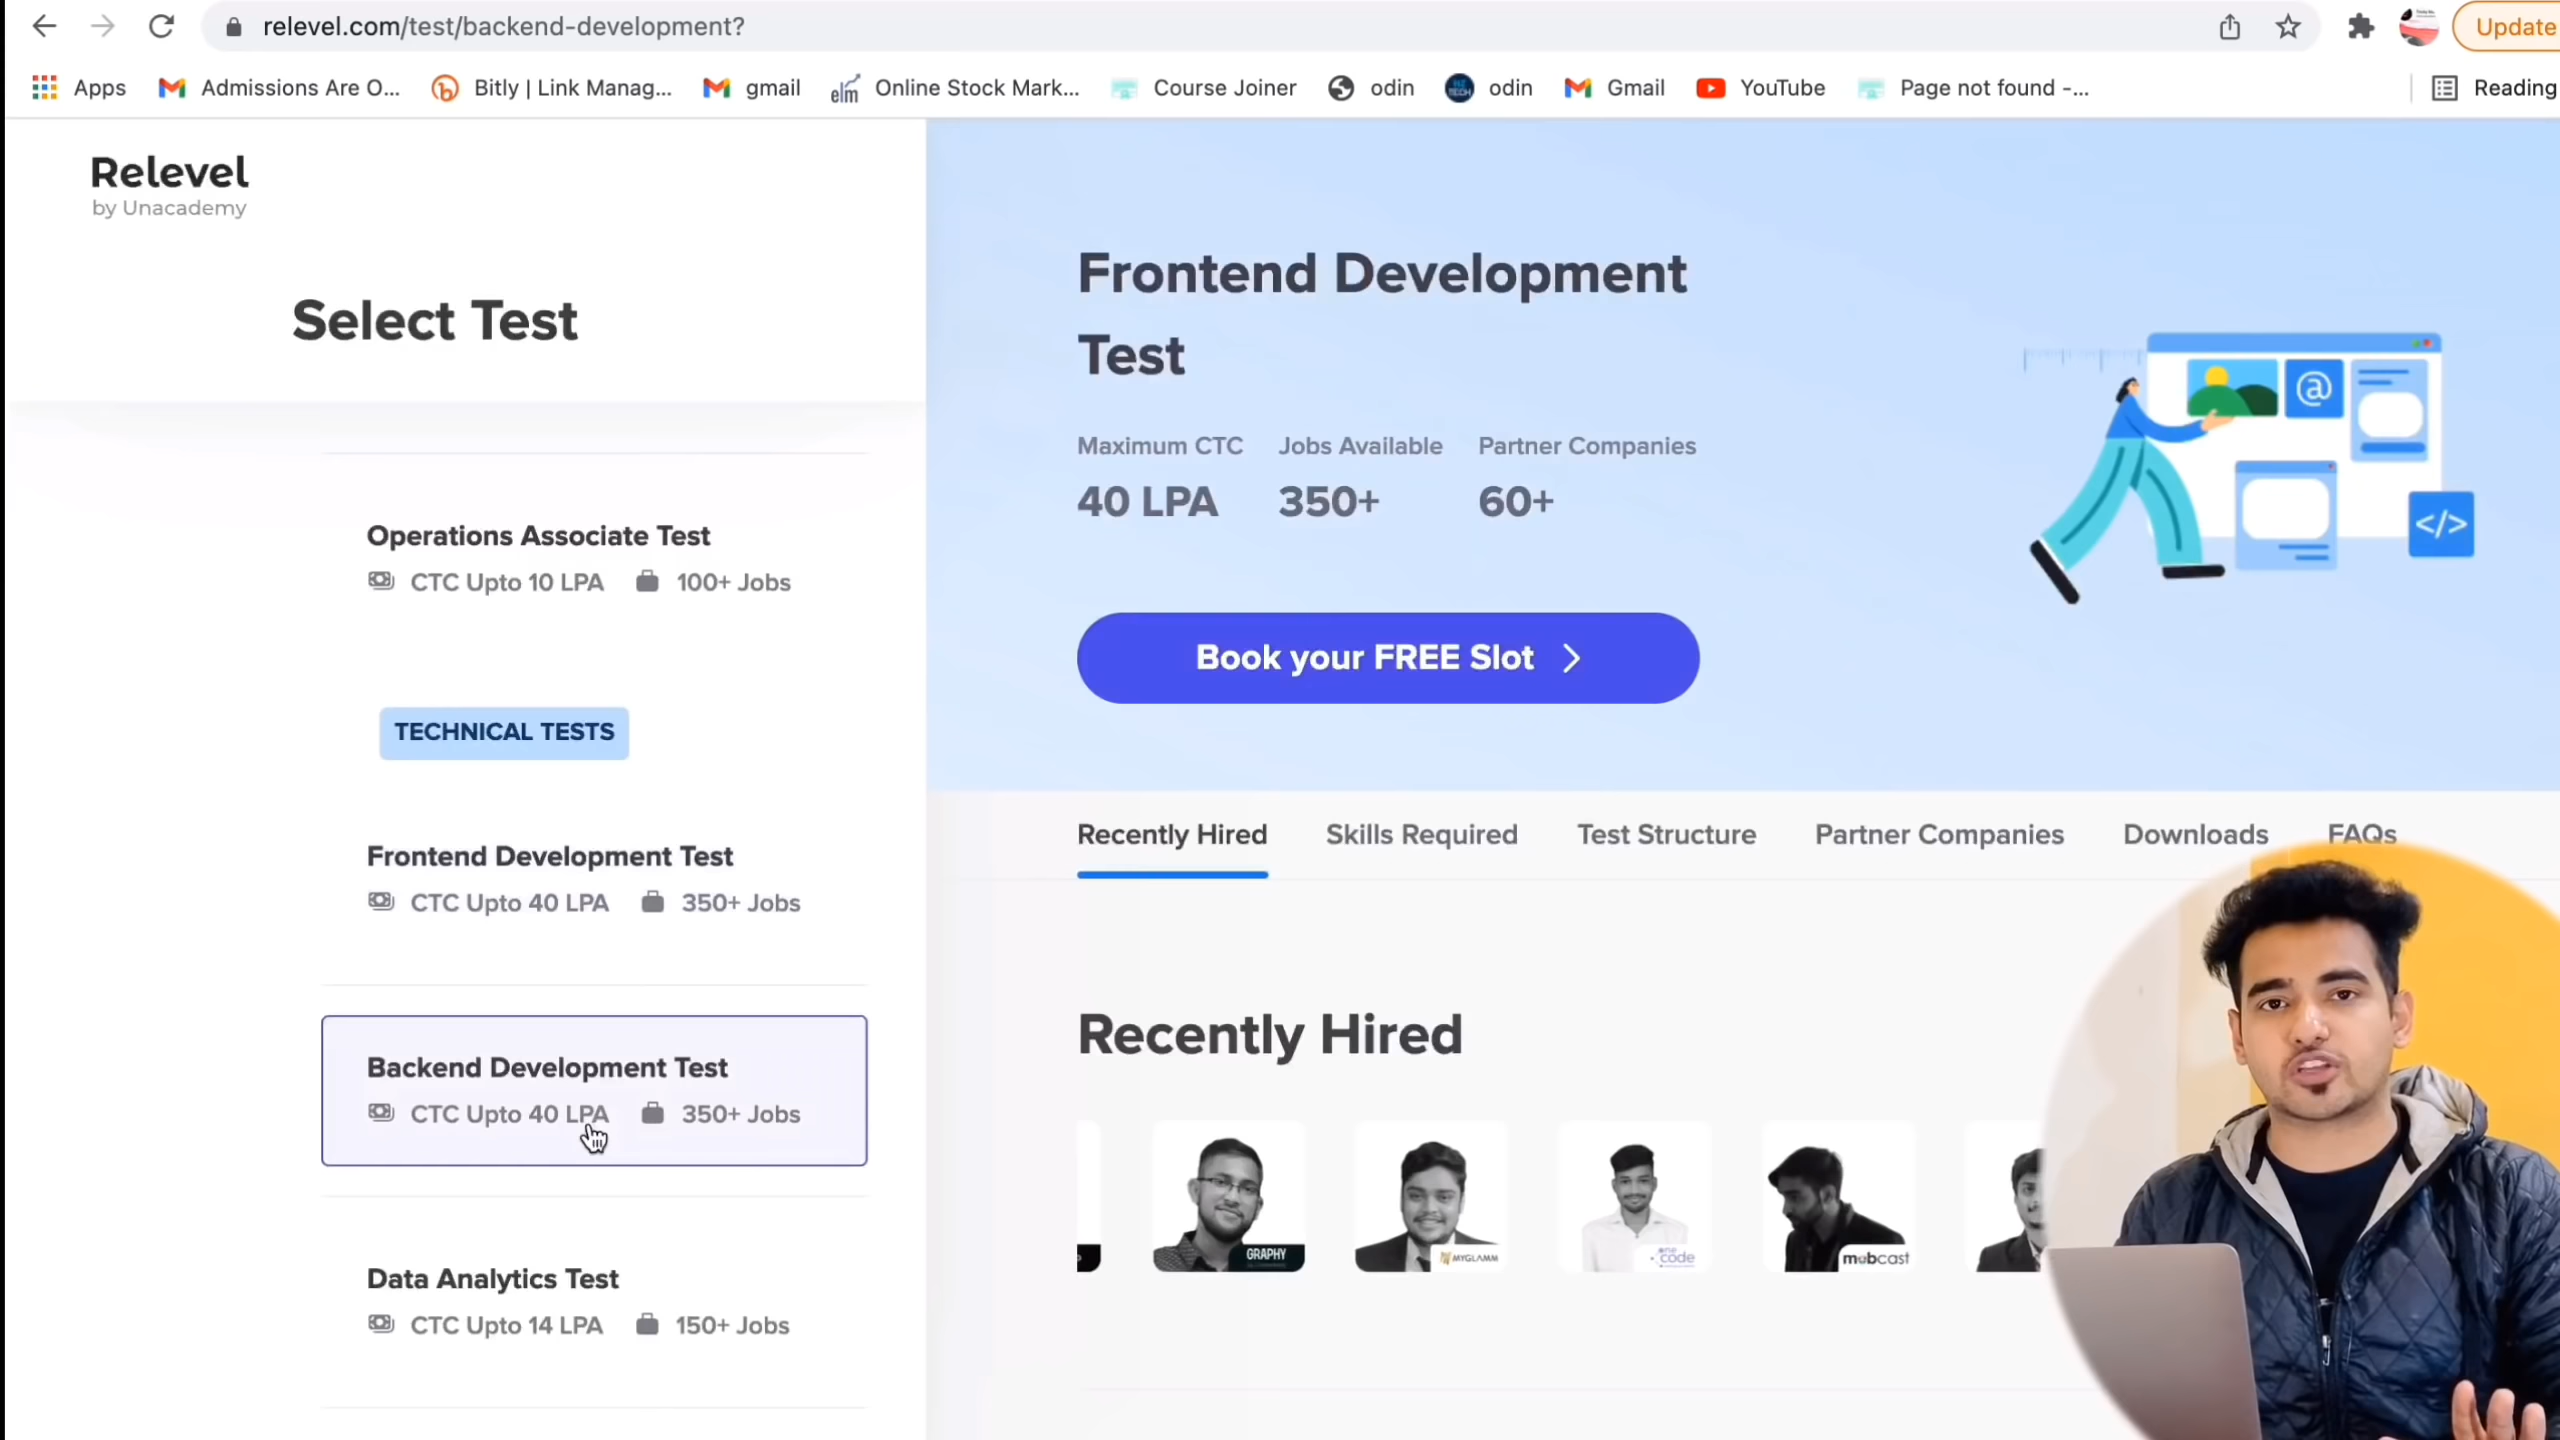 relevel.com/test/backend-development?
Update
Apps
Admissions Are O...
Bitly | Link Manag...
gmail
elm
Online Stock Mark...
Course Joiner
odin
odin
Gmail
YouTube
Page not found -...
Reading
Relevel
by Unacademy
Select Test
Operations Associate Test
CTC Upto 10 LPA 100+ Jobs
TECHNICAL TESTS
Frontend Development Test
CTC Upto 40 LPA 350+ Jobs
Backend Development Test
CTC Upto 40 LPA 350+ Jobs
Data Analytics Test
CTC Upto 14 LPA 150+ Jobs
Frontend Development
Test
Maximum CTC Jobs Available Partner Companies
40 LPA 350+ 60+
Book your FREE Slot
@
</>
Recently Hired Skills Required Test Structure Partner Companies Downloads FAQs
Recently Hired
GRAPHY
MYGLAMM
one
code
mobcast